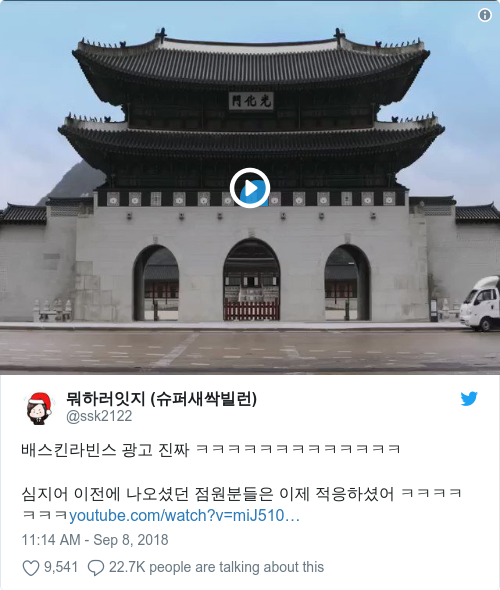 門化光
뭐하러잇지 (슈퍼새싹빌런)
@ssk2122
배스킨라빈스 광고 진짜 ㅋㅋㅋㅋㅋㅋㅋㅋㅋㅋㅋㅋㅋ
심지어 이전에 나오셨던 점원분들은 이제 적응하셨어 ㅋㅋㅋㅋ
ㅋㅋㅋyoutube.com/watch?v=miJ510…
11:14 AM - Sep 8, 2018
9,541 22.7K people are talking about this